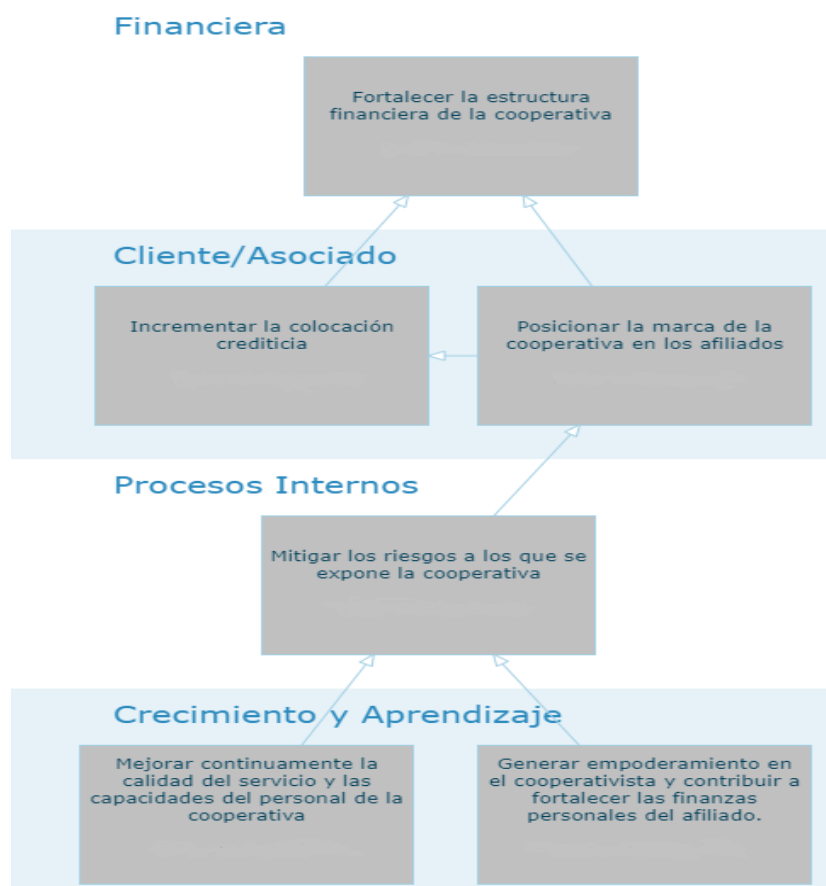 Financiera
Fortalecer la estructura
financiera de la cooperativa
Cliente/Asociado
Incrementar la colocación
crediticia
Posicionar la marca de la
cooperativa en los afiliados
Procesos Internos
Mitigar los riesgos a los que se
expone la cooperativa
Crecimiento y Aprendizaje
Mejorar continuamente la
calidad del servicio y las
capacidades del personal de la
cooperativa
Generar empoderamiento en
el cooperativista y contribuir a
fortalecer las finanzas
personales del afiliado.